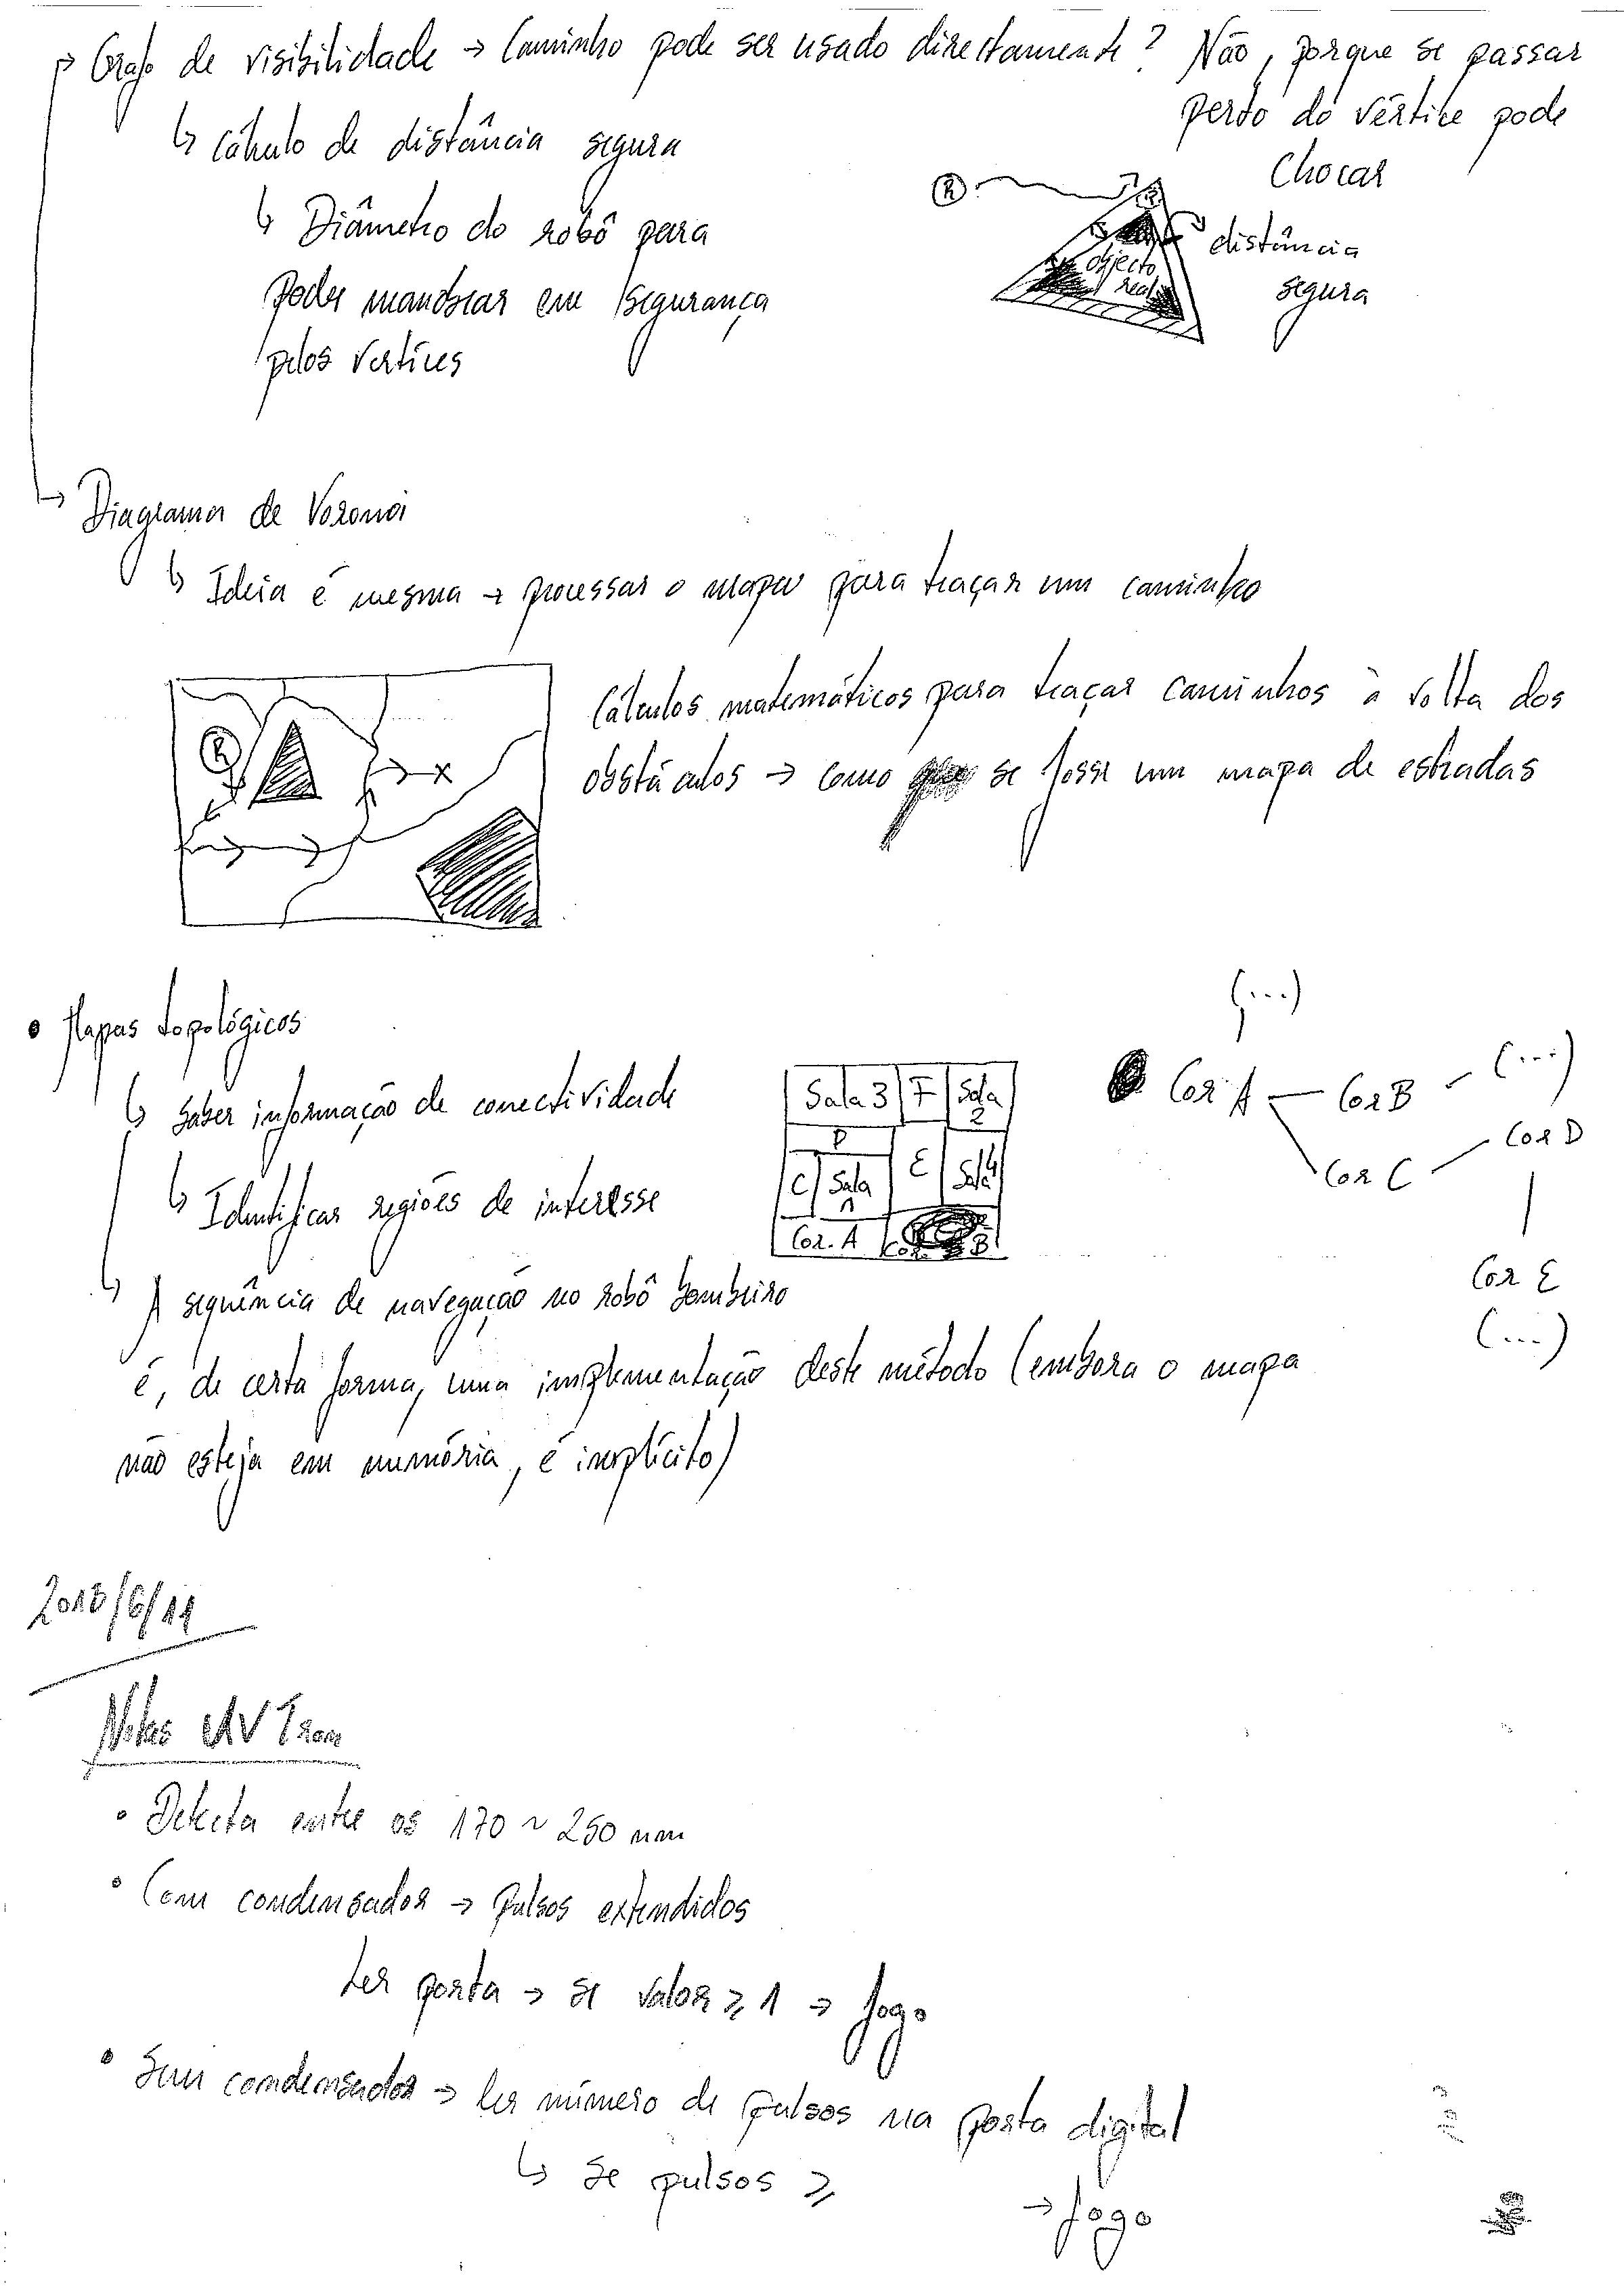 Grafo de visibilidade → Caminho pode ser usado directamente? Não, porque se passar
perto do vértice pode
chocar
↳ Cálculo de distância segura
↳ Diâmetro do robô para
poder manobrar em segurança
pelos vertices
R
R
objecto
real
distância
segura
↳ Diagrama de Voronoi
↳ Ideia é mesma → processar o mapa para traçar um caminho
R
x
Cálculos matemáticos para traçar caminhos à volta dos
obstáculos → como se fosse um mapa de estradas
• Mapas topológicos
↳ Saber informação de conectividade
↳ Identificar regiões de interesse
↳ A sequência de navegação no robô bombeiro
é, de certa forma, uma implementação deste método (embora o mapa
não esteja em memória, é implícito)
Sala 3 F Sala 2
D
C Sala 1 E Sala 4
Cor. A Cor. B
(...)
Cor A — Cor B - (...)
Cor C — Cor D
Cor E
(...)
2013/6/11
Notas UV Tron
• Detecta entre os 170 ~ 250 nm
• Com condensador → pulsos extendidos
Ler porta → se valor ≥ 1 → fogo
• Sem condensador → ler número de pulsos na porta digital
↳ Se pulsos ≥ → fogo